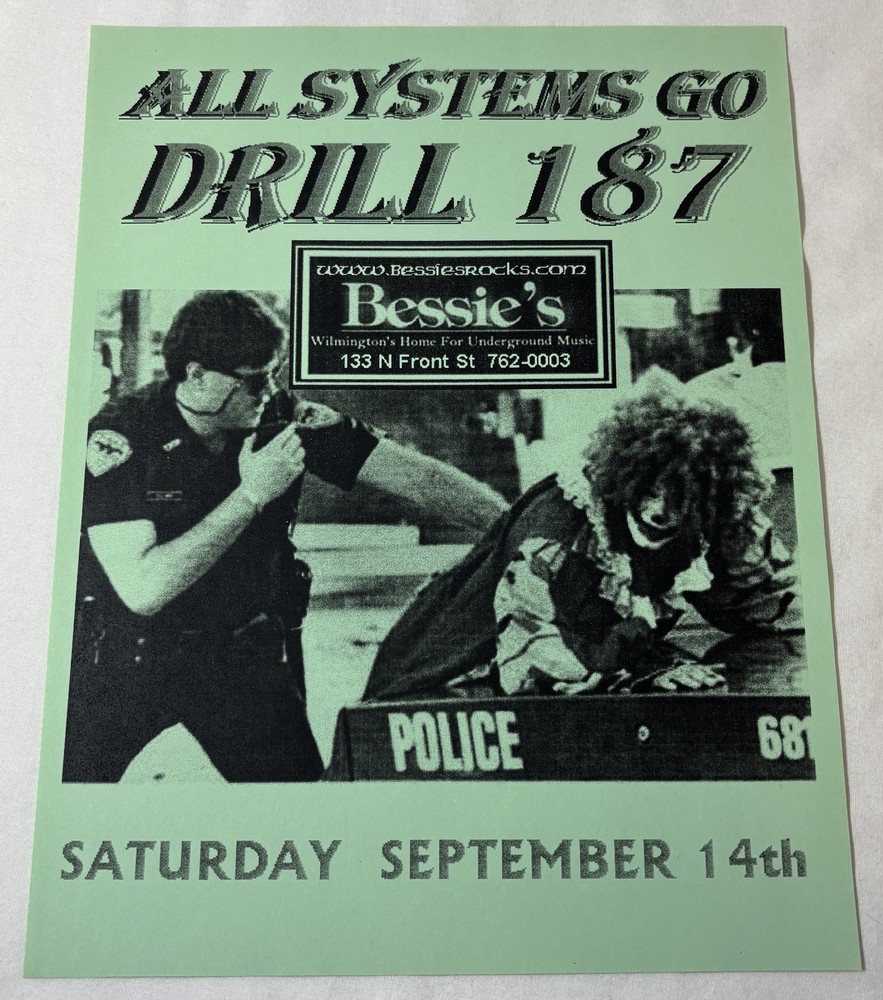 ALL SYSTEMS GO
DRILL 187
www.BessiesRocks.com
Bessie's
Wilmington's Home For Underground Music
133 N Front St 762-0003
POLICE
681
SATURDAY SEPTEMBER 14th